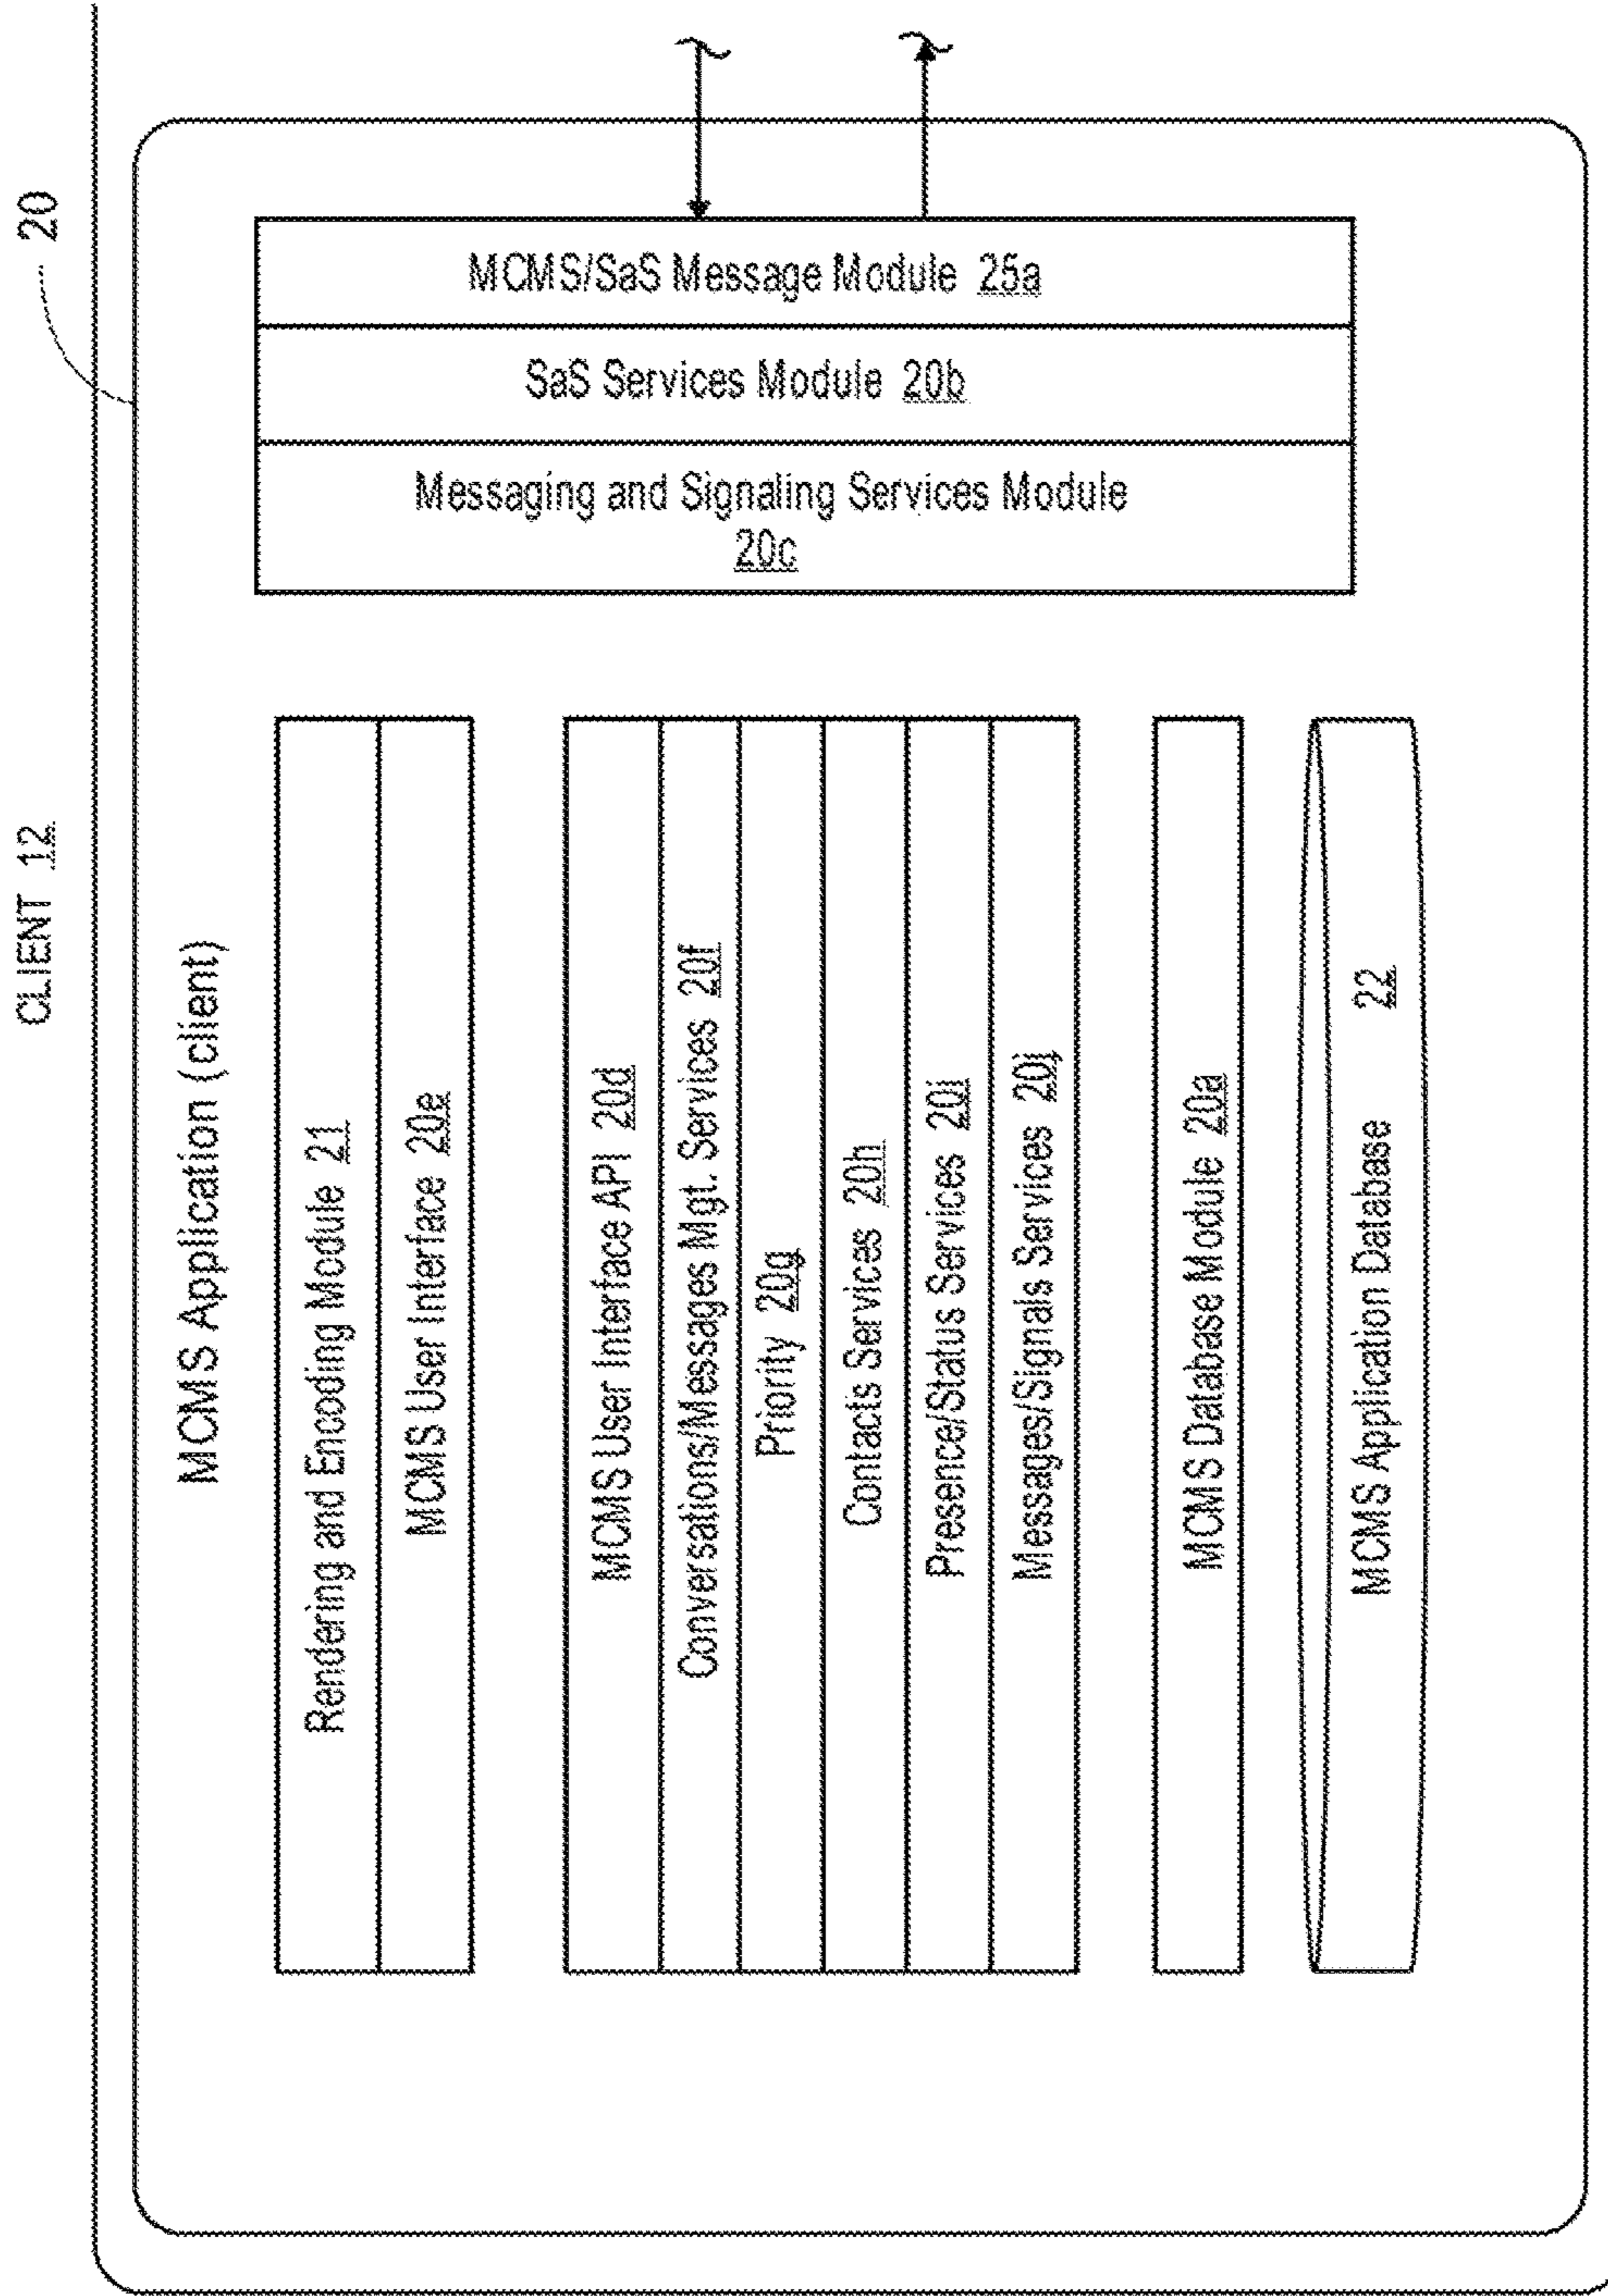 CLIENT 12
20
MCMS Application (client)
Rendering and Encoding Module 21
MCMS User Interface 20e
MCMS User Interface API 20d
Conversations/Messages Mgt. Services 20f
Priority 20g
Contacts Services 20h
Presence/Status Services 20i
Messages/Signals Services 20j
MCMS Database Module 20a
MCMS Application Database 22
MCMS/SaS Message Module 25a
SaS Services Module 20b
Messaging and Signaling Services Module
20c